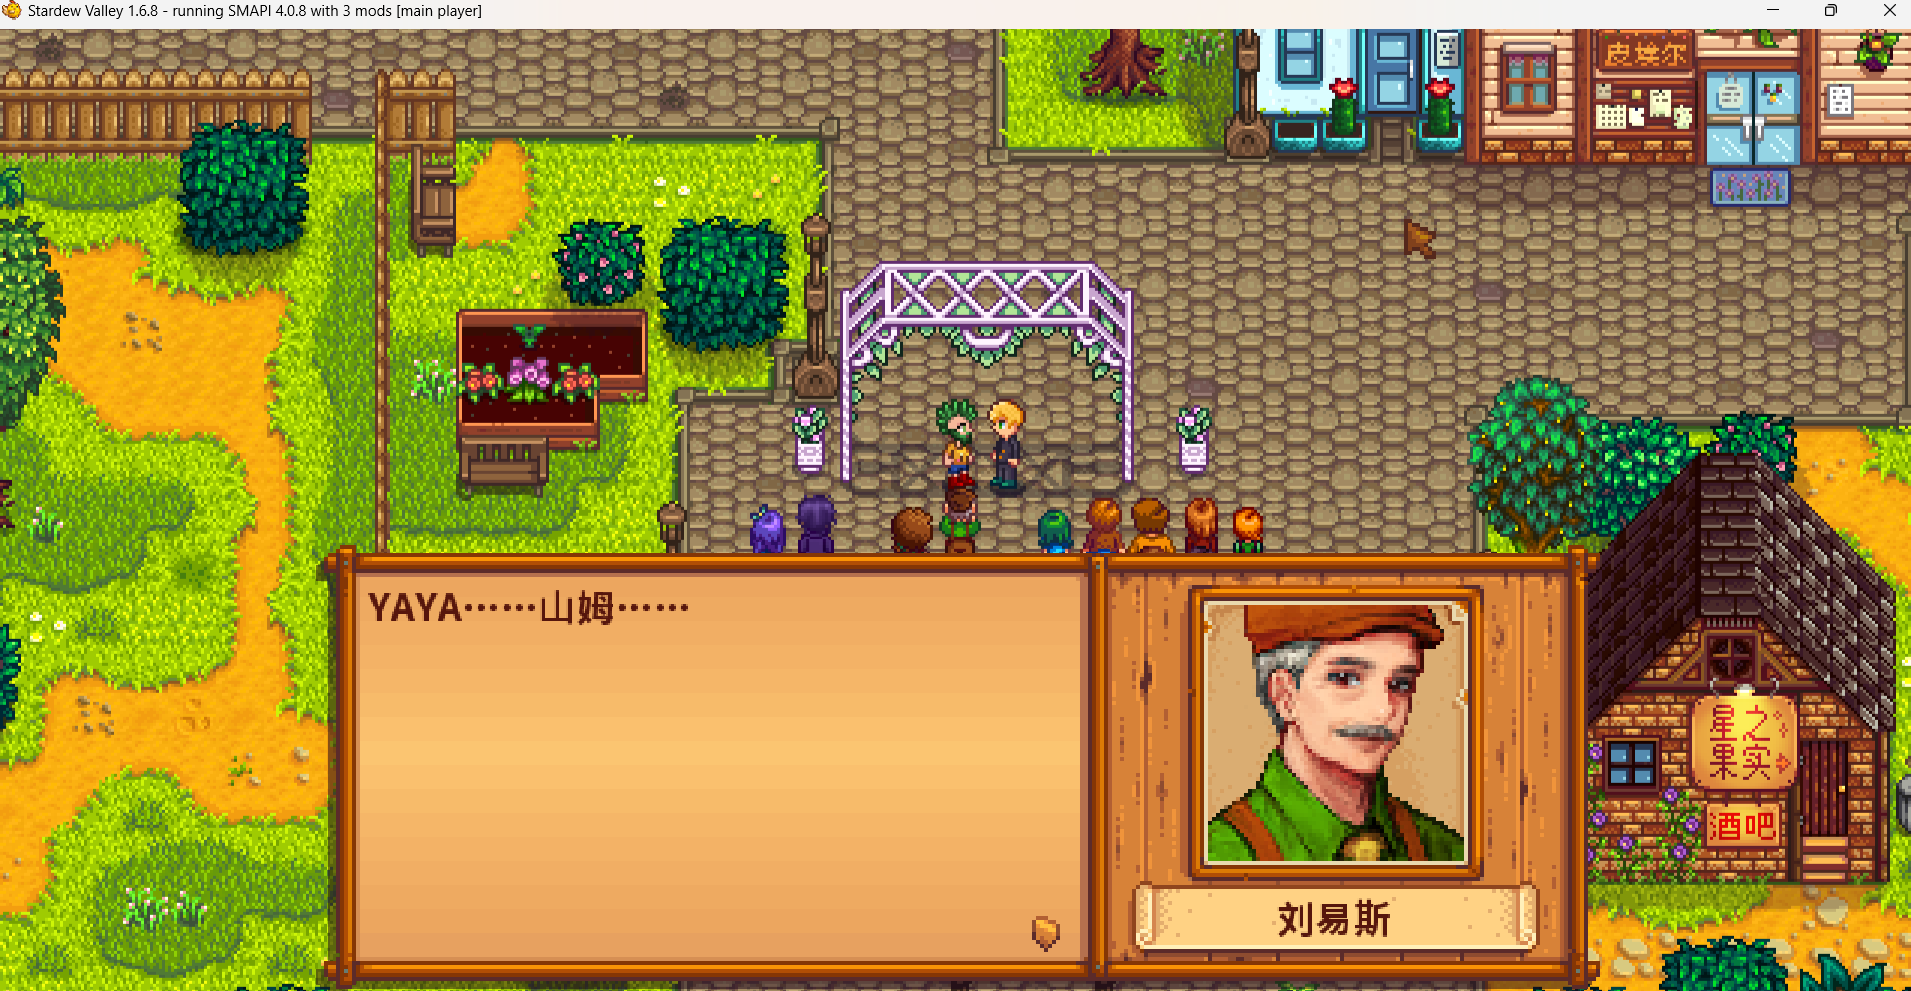 Stardew Valley 1.6.8 - running SMAPI 4.0.8 with 3 mods [main player]
皮埃尔
YAYA……山姆……
星之
果实
酒吧
刘易斯